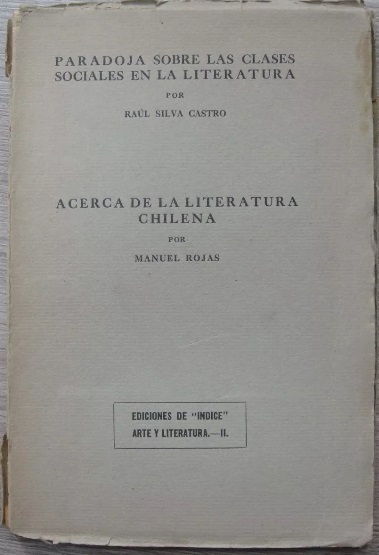 PARADOJA SOBRE LAS CLASES
SOCIALES EN LA LITERATURA
POR
RAÚL SILVA CASTRO
ACERCA DE LA LITERATURA
CHILENA
POR
MANUEL ROJAS
EDICIONES DE "INDICE"
ARTE Y LITERATURA.—II.